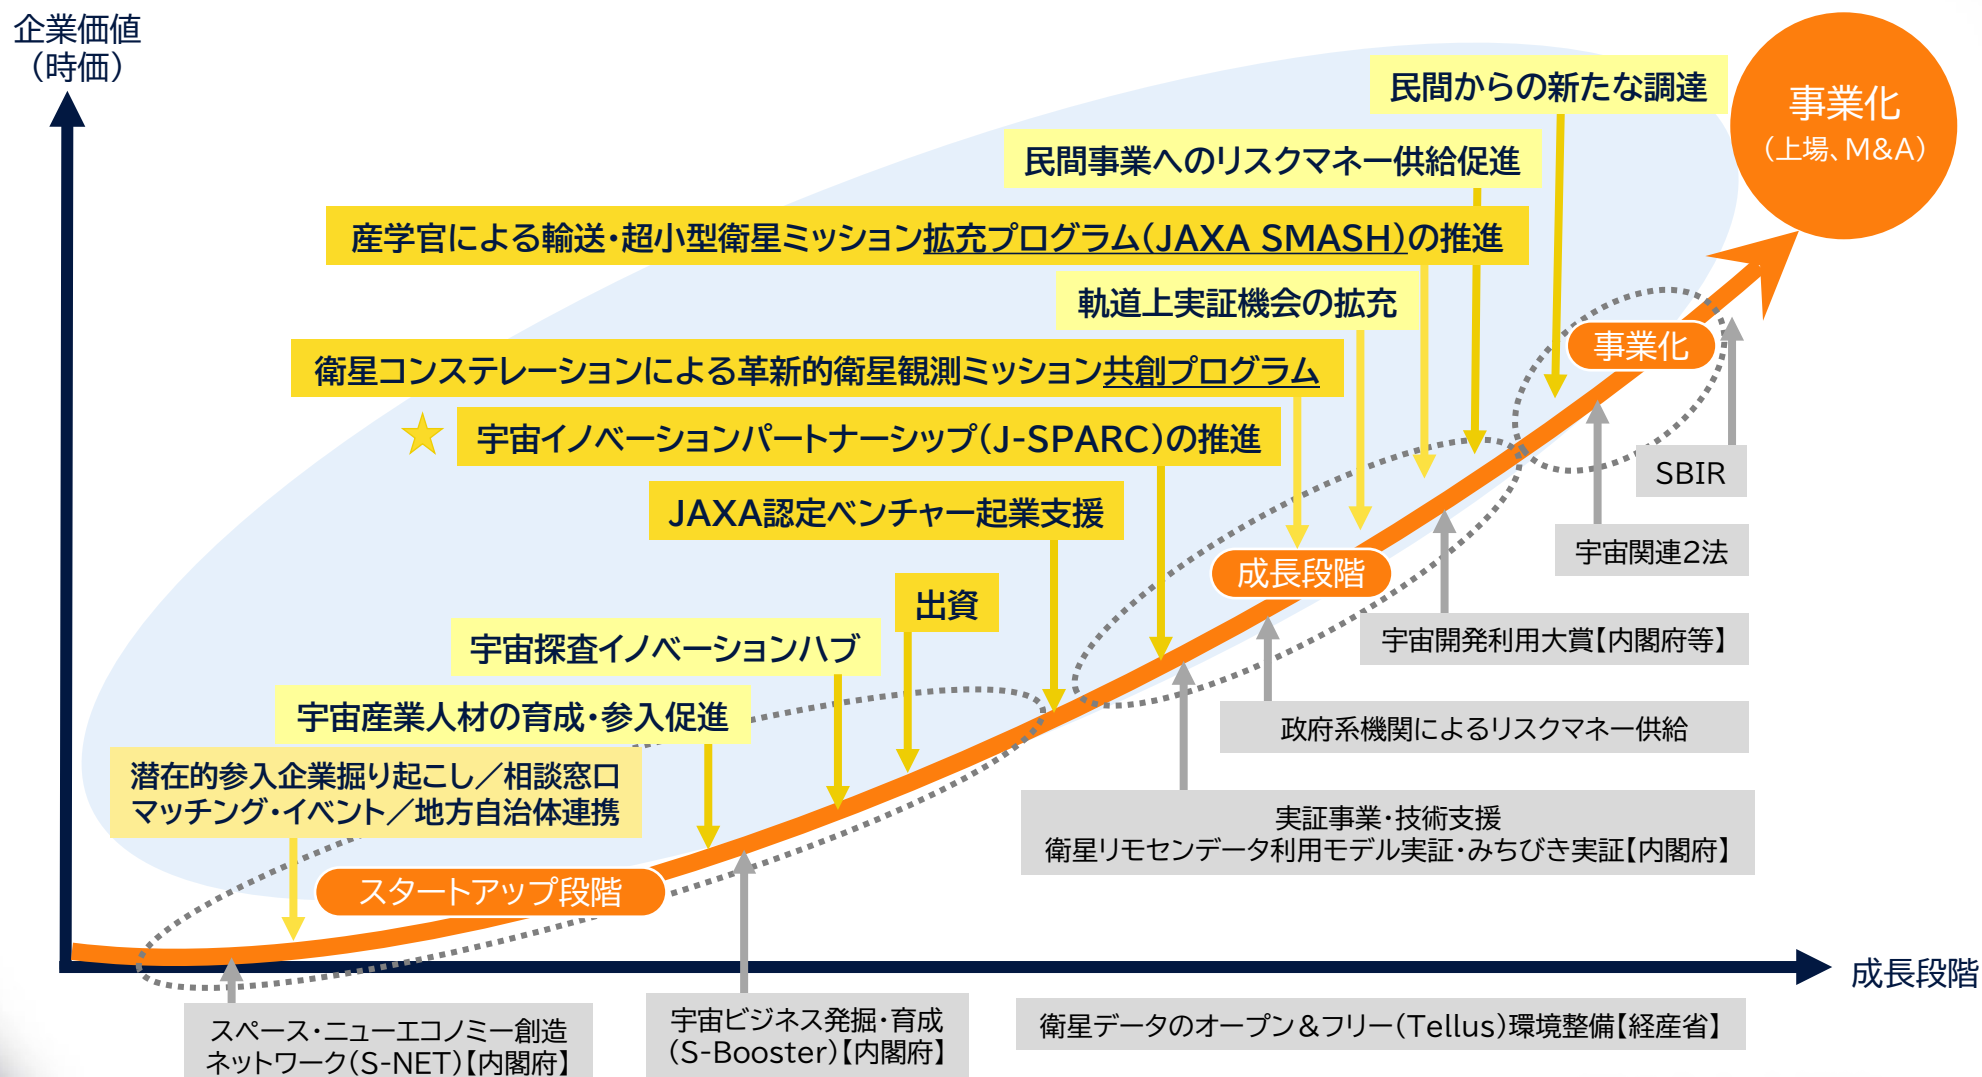 企業価値
（時価）
事業化
（上場、M&A）
民間からの新たな調達
民間事業へのリスクマネー供給促進
産学官による輸送・超小型衛星ミッション拡充プログラム（JAXA SMASH）の推進
軌道上実証機会の拡充
衛星コンステレーションによる革新的衛星観測ミッション共創プログラム
宇宙イノベーションパートナーシップ（J-SPARC）の推進
JAXA認定ベンチャー起業支援
出資
宇宙探査イノベーションハブ
宇宙産業人材の育成・参入促進
潜在的参入企業掘り起こし／相談窓口
マッチング・イベント／地方自治体連携
事業化
成長段階
スタートアップ段階
SBIR
宇宙関連2法
宇宙開発利用大賞【内閣府等】
政府系機関によるリスクマネー供給
実証事業・技術支援
衛星リモセンデータ利用モデル実証・みちびき実証【内閣府】
成長段階
スペース・ニューエコノミー創造
ネットワーク（S-NET）【内閣府】
宇宙ビジネス発掘・育成
（S-Booster）【内閣府】
衛星データのオープン＆フリー（Tellus）環境整備【経産省】